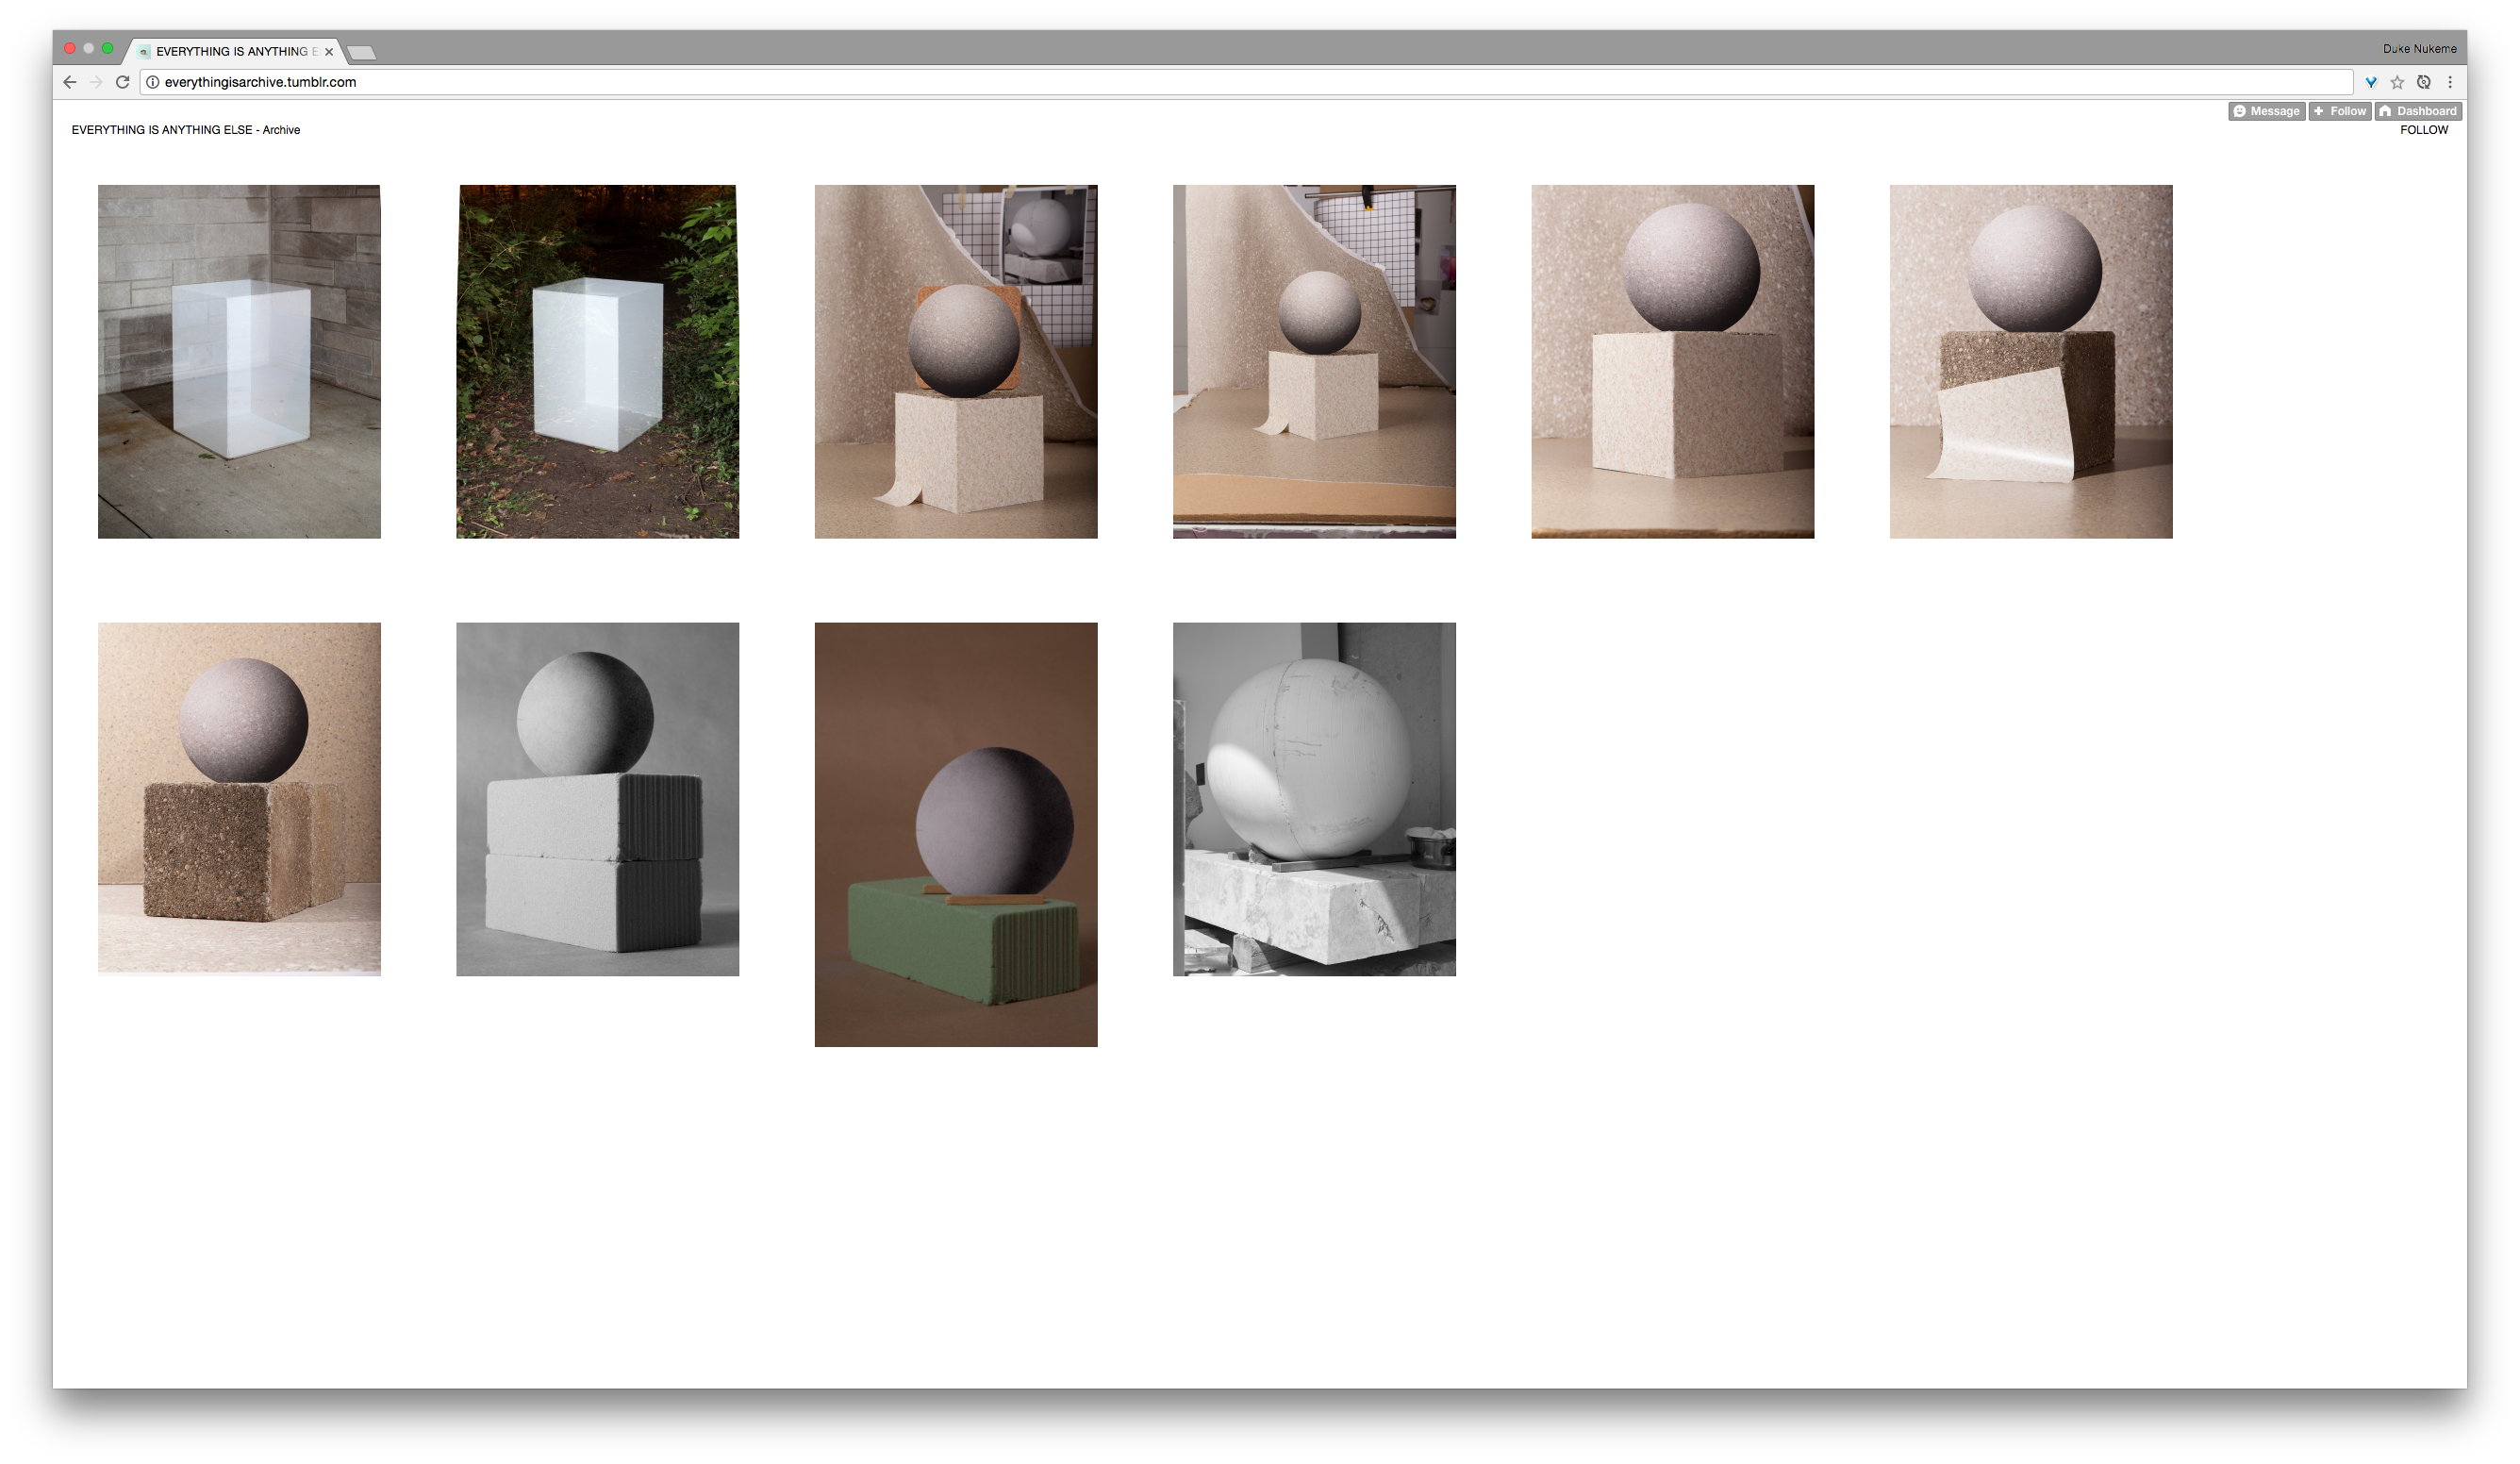 EVERYTHING IS ANYTHING E
Duke Nukeme
everythingisarchive.tumblr.com
Message Follow Dashboard
EVERYTHING IS ANYTHING ELSE - Archive
FOLLOW